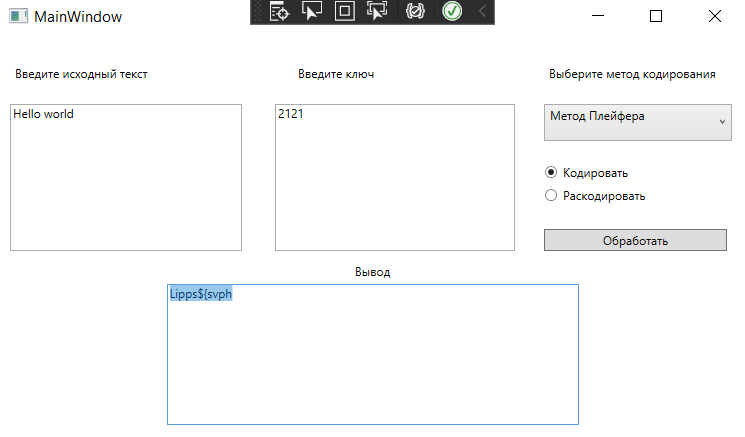 MainWindow
Введите исходный текст
Введите ключ
Выберите метод кодирования
Hello world
2121
Метод Плейфера
Кодировать
Раскодировать
Обработать
Вывод
Lipps${svph